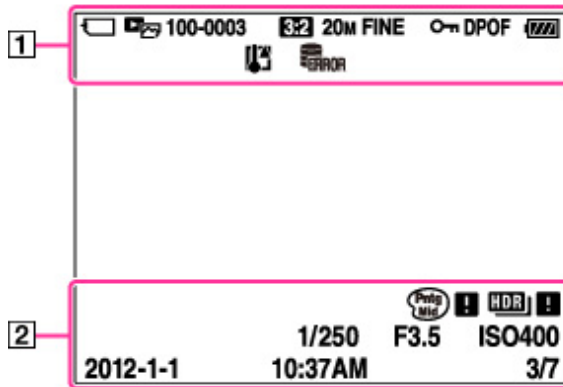 1
100-0003 3:2 20M FINE DPOF
ERROR
2
Pntg Mid ! HDR !
1/250 F3.5 ISO400
2012-1-1 10:37AM 3/7